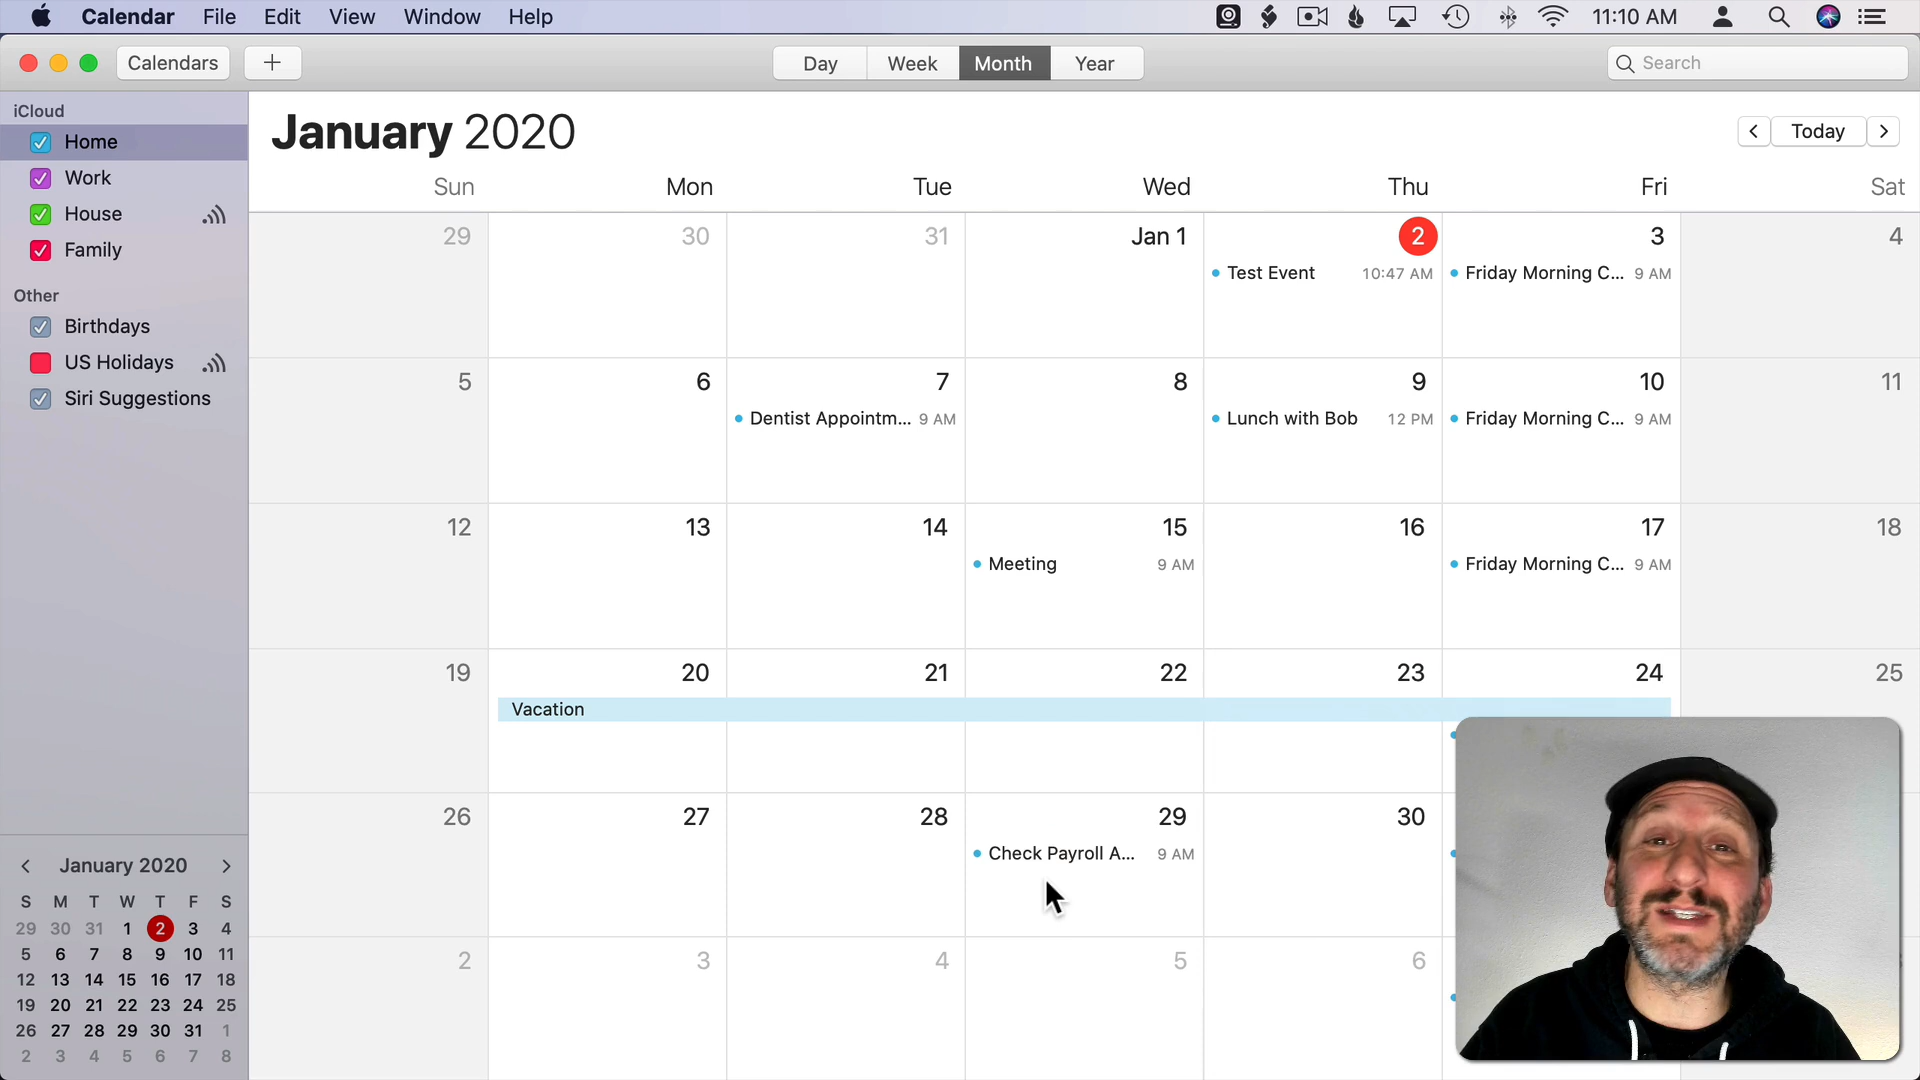 Calendar File Edit View Window Help 11:10 AM
Calendars + Day Week Month Year Search
iCloud
Home
Work
House
Family
Other
Birthdays
US Holidays
Siri Suggestions
January 2020
< Today >
Sun Mon Tue Wed Thu Fri Sat
29 30 31 Jan 1 2 3 4
Test Event 10:47 AM Friday Morning C... 9 AM
5 6 7 8 9 10 11
Dentist Appointm... 9 AM Lunch with Bob 12 PM Friday Morning C... 9 AM
12 13 14 15 16 17 18
Meeting 9 AM Friday Morning C... 9 AM
19 20 21 22 23 24 25
Vacation
26 27 28 29 30
Check Payroll A... 9 AM
2 3 4 5 6
< January 2020 >
S M T W T F S
29 30 31 1 2 3 4
5 6 7 8 9 10 11
12 13 14 15 16 17 18
19 20 21 22 23 24 25
26 27 28 29 30 31 1
2 3 4 5 6 7 8